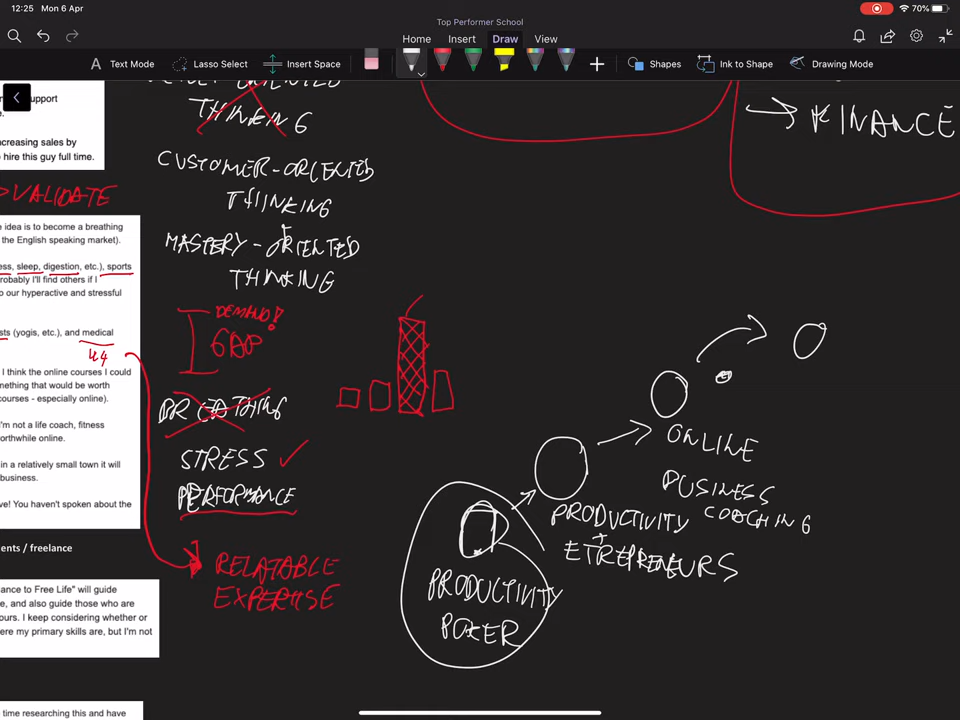 12:25 Mon 6 Apr
70%
Top Performer School
Home Insert Draw View
Text Mode
Lasso Select
Insert Space
Shapes
Ink to Shape
Drawing Mode
support
e.
ncreasing sales by
hire this guy full time.
VALIDATE
e idea is to become a breathing
the English speaking market).
ess, sleep, digestion, etc.), sports
robably I'll find others if I
o our hyperactive and stressful
sts (yogis, etc.), and medical
I think the online courses I could
mething that would be worth
courses - especially online).
I'm not a life coach, fitness
orthwhile online.
in a relatively small town it will
business.
ve! You haven't spoken about the
ents / freelance
ance to Free Life" will guide
e, and also guide those who are
ours. I keep considering whether or
ere my primary skills are, but I'm not
time researching this and have
THINKING
CUSTOMER-ORIENTED
THINKING
MASTERY-ORIENTED
THINKING
DEMAND!
GAP
BREATHING
STRESS
PERFORMANCE
RELATABLE
EXPERTISE
FINANCE
ONLINE
BUSINESS
COACHING
PRODUCTIVITY
+
ETREPRENEURS
PRODUCTIVITY
POKER